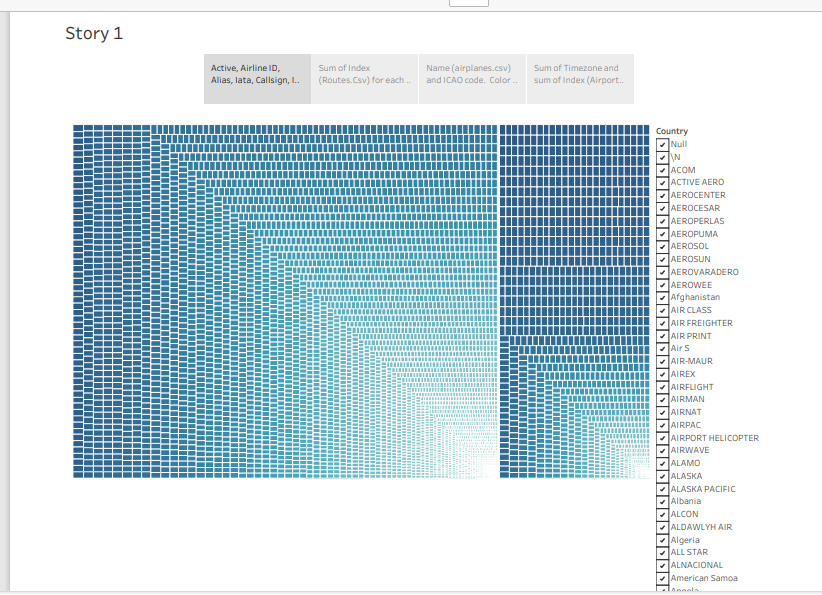 Story 1
Active, Airline ID,
Alias, Iata, Callsign, I..
Sum of Index
(Routes.Csv) for each ..
Name (airplanes.csv)
and ICAO code.  Color ..
Sum of Timezone and
sum of Index (Airport..
Country
Null
\N
ACOM
ACTIVE AERO
AEROCENTER
AEROCESAR
AEROPERLAS
AEROPUMA
AEROSOL
AEROSUN
AEROVARADERO
AEROWEE
Afghanistan
AIR CLASS
AIR FREIGHTER
AIR PRINT
Air S
AIR-MAUR
AIREX
AIRFLIGHT
AIRMAN
AIRNAT
AIRPAC
AIRPORT HELICOPTER
AIRWAVE
ALAMO
ALASKA
ALASKA PACIFIC
Albania
ALCON
ALDAWLYH AIR
Algeria
ALL STAR
ALNACIONAL
American Samoa
Angola